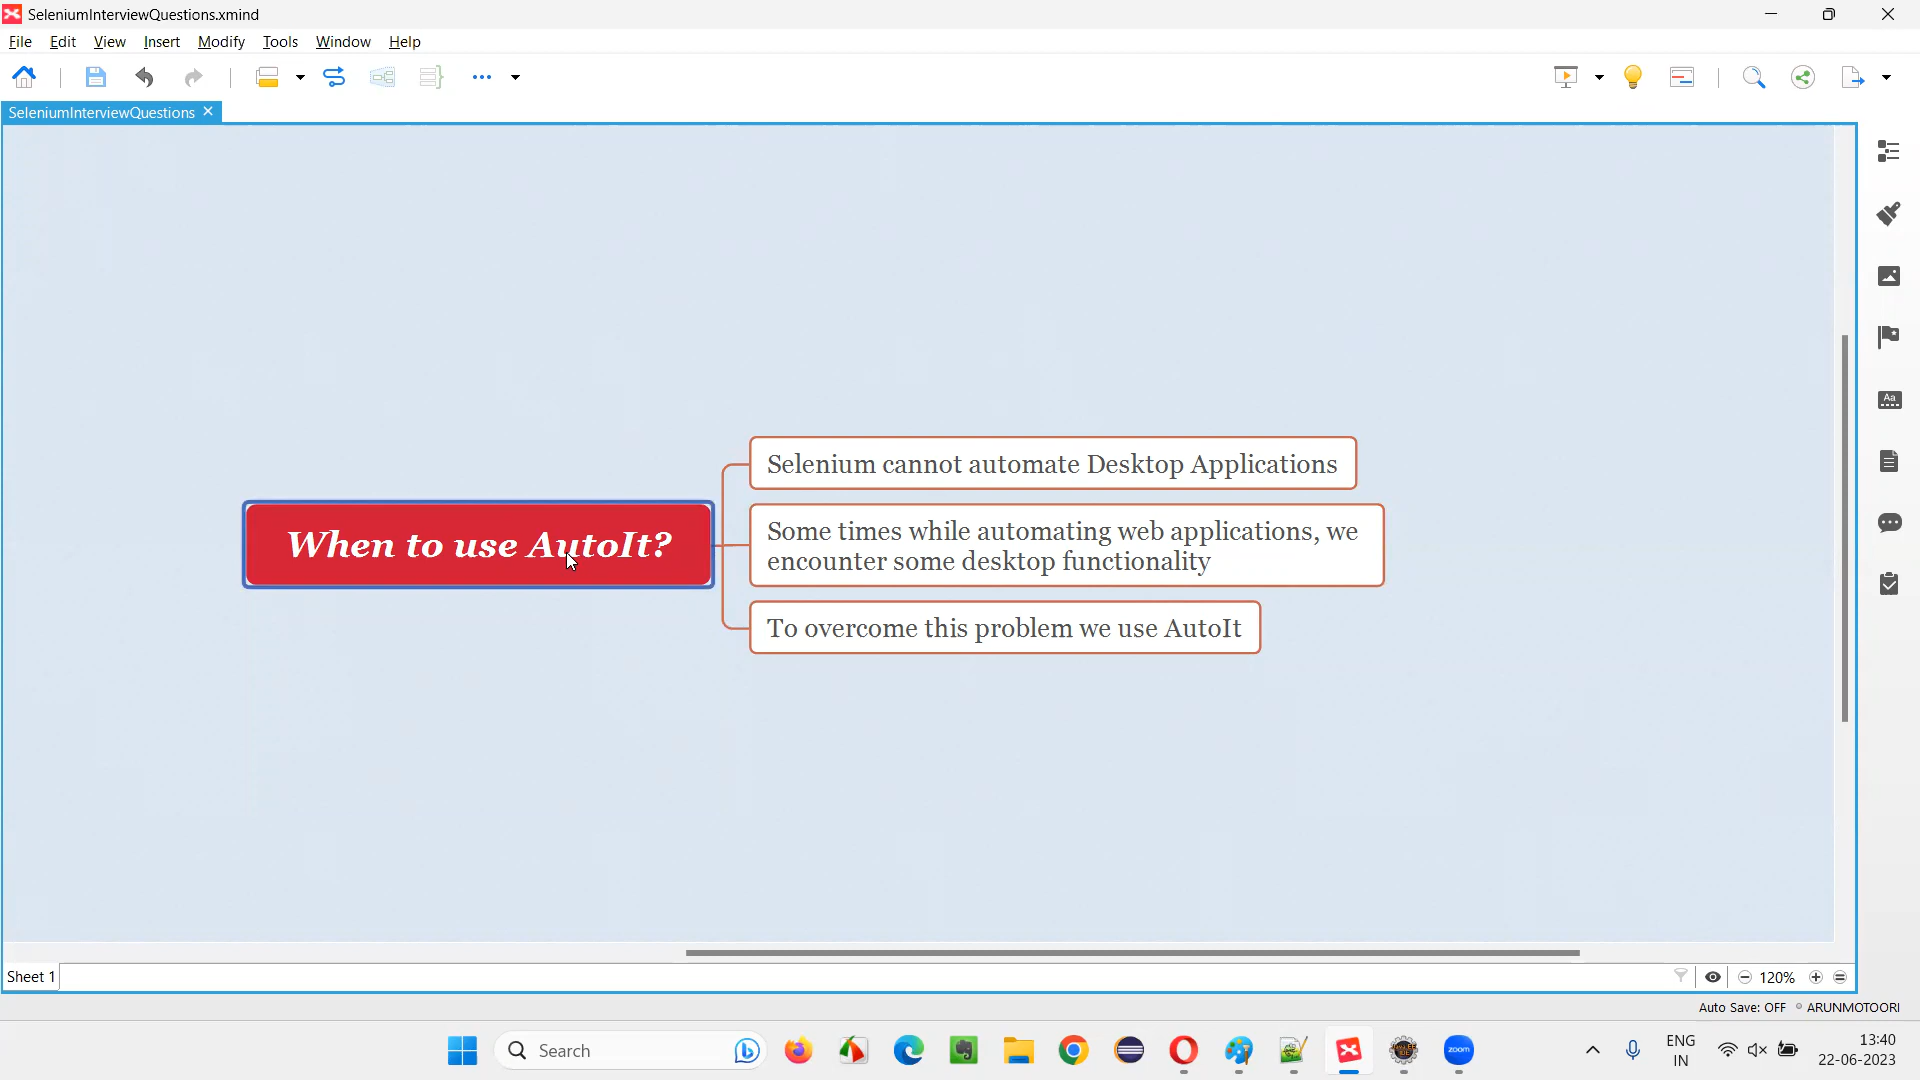 SeleniumInterviewQuestions.xmind
File Edit View Insert Modify Tools Window Help
SeleniumInterviewQuestions
When to use AutoIt?
Selenium cannot automate Desktop Applications
Some times while automating web applications, we
encounter some desktop functionality
To overcome this problem we use AutoIt
Aa
Sheet 1
120%
Auto Save: OFF ARUNMOTOORI
Search
zoom
ENG
IN
13:40
22-06-2023